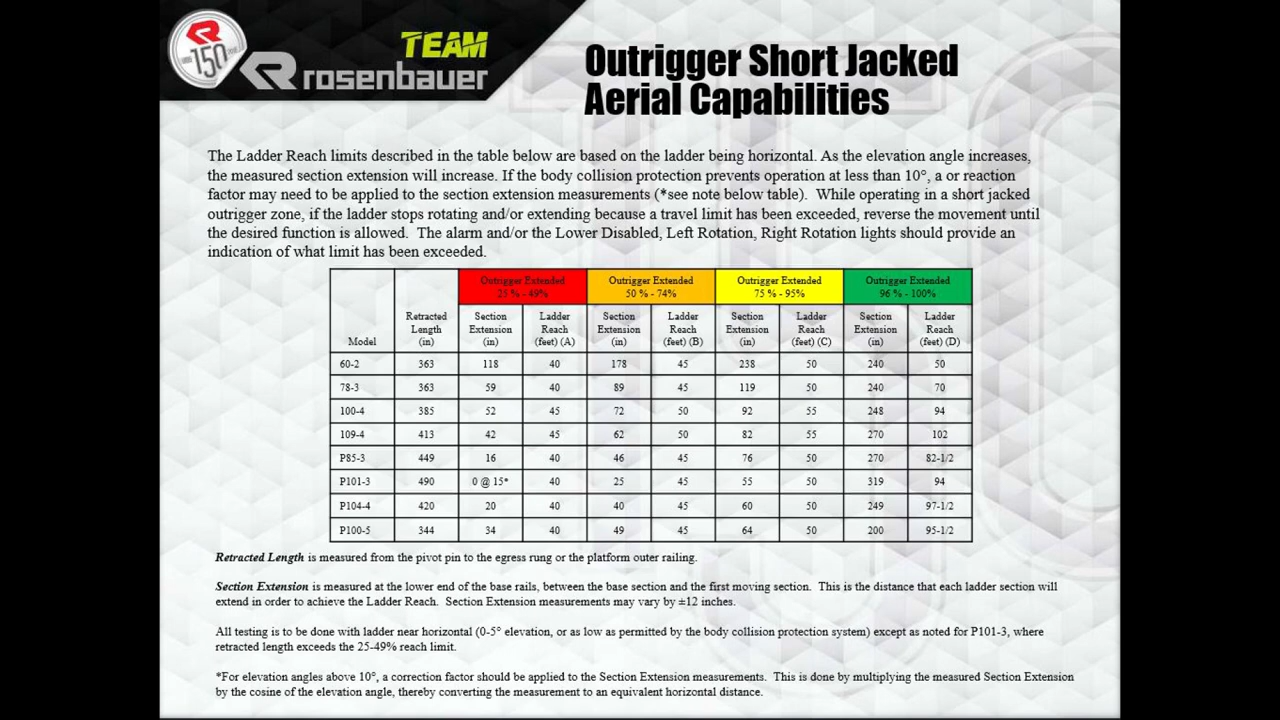 TEAM
rosenbauer
150
Outrigger Short Jacked
Aerial Capabilities
The Ladder Reach limits described in the table below are based on the ladder being horizontal. As the elevation angle increases,
the measured section extension will increase. If the body collision protection prevents operation at less than 10°, a or reaction
factor may need to be applied to the section extension measurements (*see note below table). While operating in a short jacked
outrigger zone, if the ladder stops rotating and/or extending because a travel limit has been exceeded, reverse the movement until
the desired function is allowed. The alarm and/or the Lower Disabled, Left Rotation, Right Rotation lights should provide an
indication of what limit has been exceeded.
Outrigger Extended Outrigger Extended Outrigger Extended Outrigger Extended
25 % - 49% 50 % - 74% 75 % - 95% 96 % - 100%
Retracted Section Ladder Section Ladder Section Ladder Section Ladder
Length Extension Reach Extension Reach Extension Reach Extension Reach
Model (in) (in) (feet) (A) (in) (feet) (B) (in) (feet) (C) (in) (feet) (D)
60-2 363 118 40 178 45 238 50 240 50
78-3 363 59 40 89 45 119 50 240 70
100-4 385 52 45 72 50 92 55 248 94
109-4 413 42 45 62 50 82 55 270 102
P85-3 449 16 40 46 45 76 50 270 82-1/2
P101-3 490 0 @ 15* 40 25 45 55 50 319 94
P104-4 420 20 40 40 45 60 50 249 97-1/2
P100-5 344 34 40 49 45 64 50 200 95-1/2
Retracted Length is measured from the pivot pin to the egress rung or the platform outer railing.
Section Extension is measured at the lower end of the base rails, between the base section and the first moving section. This is the distance that each ladder section will
extend in order to achieve the Ladder Reach. Section Extension measurements may vary by ±12 inches.
All testing is to be done with ladder near horizontal (0-5° elevation, or as low as permitted by the body collision protection system) except as noted for P101-3, where
retracted length exceeds the 25-49% reach limit.
*For elevation angles above 10°, a correction factor should be applied to the Section Extension measurements. This is done by multiplying the measured Section Extension
by the cosine of the elevation angle, thereby converting the measurement to an equivalent horizontal distance.